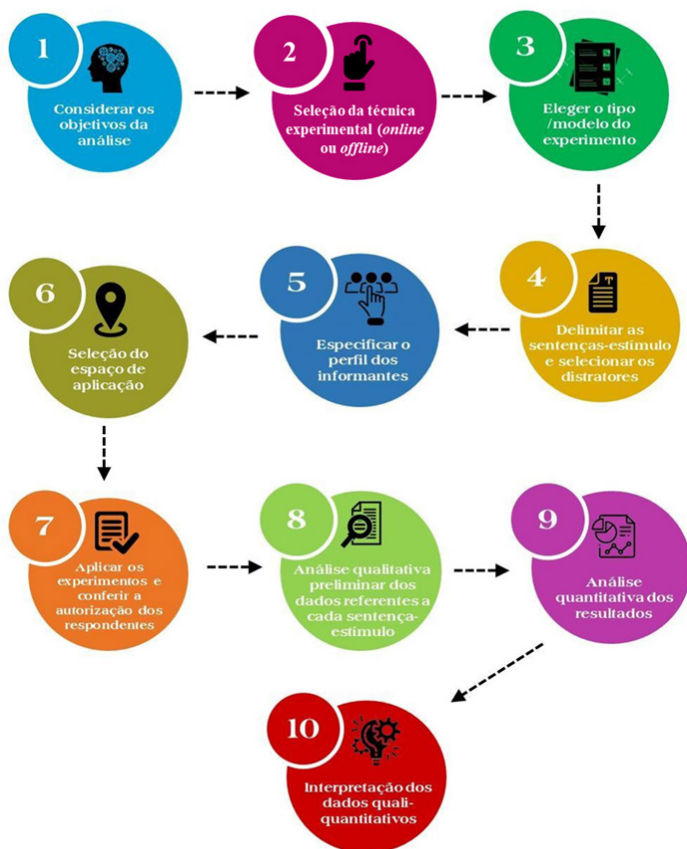 1
Considerar os
objetivos da
análise
2
Seleção da técnica
experimental (online
ou offline)
3
Eleger o tipo
/modelo do
experimento
4
Delimitar as
sentenças-estímulo
e selecionar os
distratores
5
Especificar o
perfil dos
informantes
6
Seleção do
espaço de
aplicação
7
Aplicar os
experimentos e
conferir a
autorização dos
respondentes
8
Análise qualitativa
preliminar dos
dados referentes a
cada sentença-
estímulo
9
Análise
quantitativa dos
resultados
10
Interpretação dos
dados quali-
quantitativos